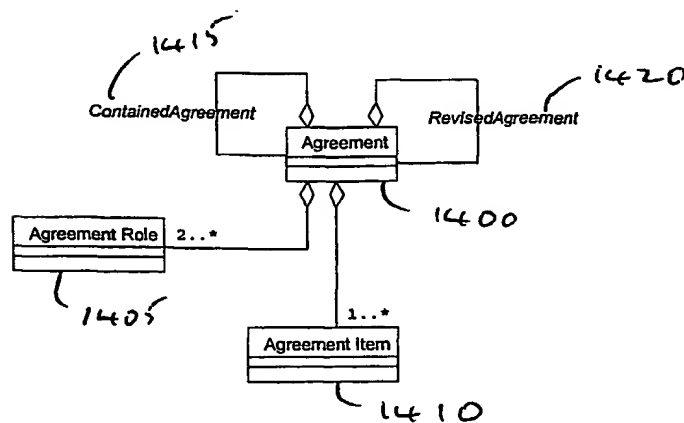 1415
1420
ContainedAgreement
RevisedAgreement
Agreement
1400
Agreement Role
2..*
1405
1..*
Agreement Item
1410